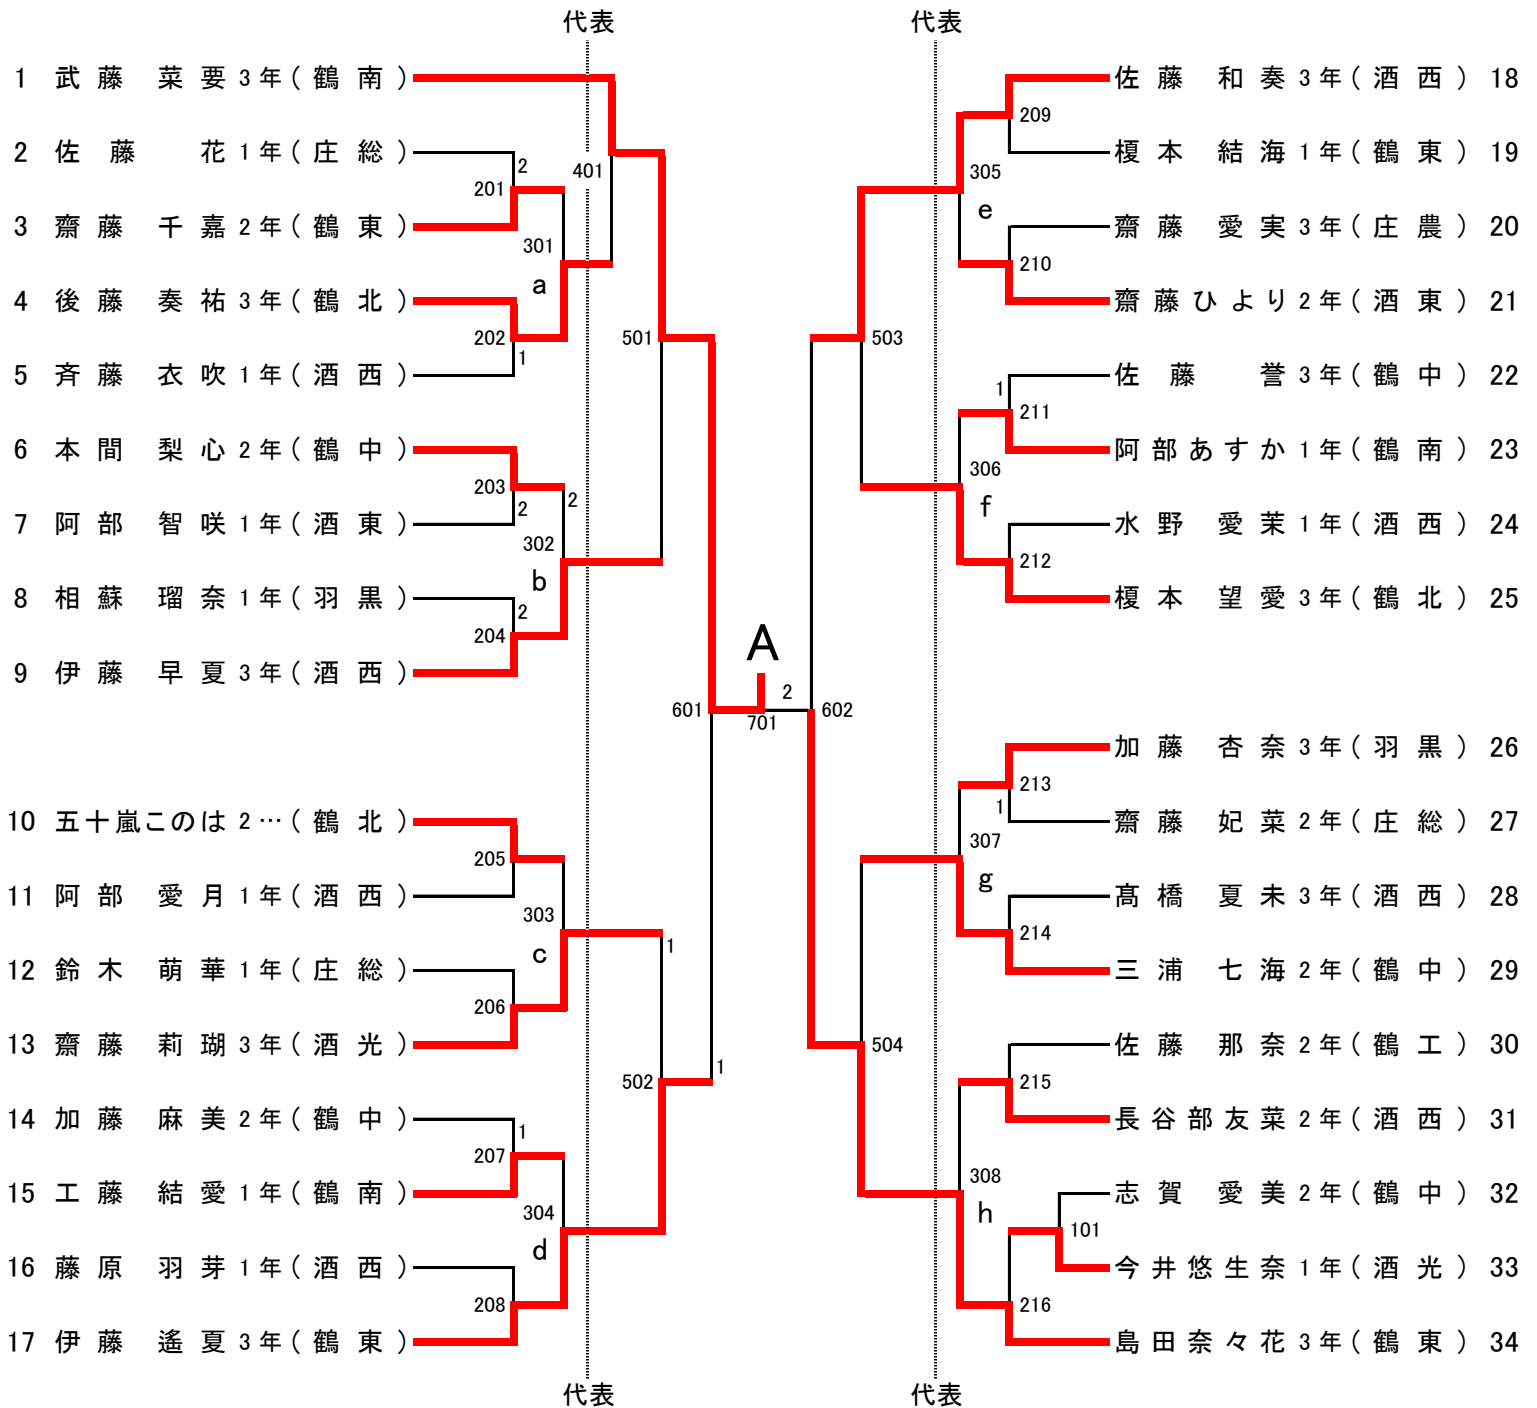 代表 代表
1 武藤 菜要 3年(鶴南)
2 佐藤 花 1年(庄総)
3 齋藤 千嘉 2年(鶴東)
4 後藤 奏祐 3年(鶴北)
5 斉藤 衣吹 1年(酒西)
6 本間 梨心 2年(鶴中)
7 阿部 智咲 1年(酒東)
8 相蘇 瑠奈 1年(羽黒)
9 伊藤 早夏 3年(酒西)
10 五十嵐このは 2…(鶴北)
11 阿部 愛月 1年(酒西)
12 鈴木 萌華 1年(庄総)
13 齋藤 莉瑚 3年(酒光)
14 加藤 麻美 2年(鶴中)
15 工藤 結愛 1年(鶴南)
16 藤原 羽芽 1年(酒西)
17 伊藤 遙夏 3年(鶴東)
2
201
301
a
202
1
401
203
2
2
302
b
2
204
501
205
303
c
206
1
1
207
304
d
208
502
1
601
A
701
2
602
503
504
209
305
e
210
1
211
306
f
212
213
1
307
g
214
215
308
h
101
216
佐藤 和奏 3年(酒西) 18
榎本 結海 1年(鶴東) 19
齋藤 愛実 3年(庄農) 20
齋藤ひより 2年(酒東) 21
佐藤 誉 3年(鶴中) 22
阿部あすか 1年(鶴南) 23
水野 愛茉 1年(酒西) 24
榎本 望愛 3年(鶴北) 25
加藤 杏奈 3年(羽黒) 26
齋藤 妃菜 2年(庄総) 27
髙橋 夏未 3年(酒西) 28
三浦 七海 2年(鶴中) 29
佐藤 那奈 2年(鶴工) 30
長谷部友菜 2年(酒西) 31
志賀 愛美 2年(鶴中) 32
今井悠生奈 1年(酒光) 33
島田奈々花 3年(鶴東) 34
代表 代表